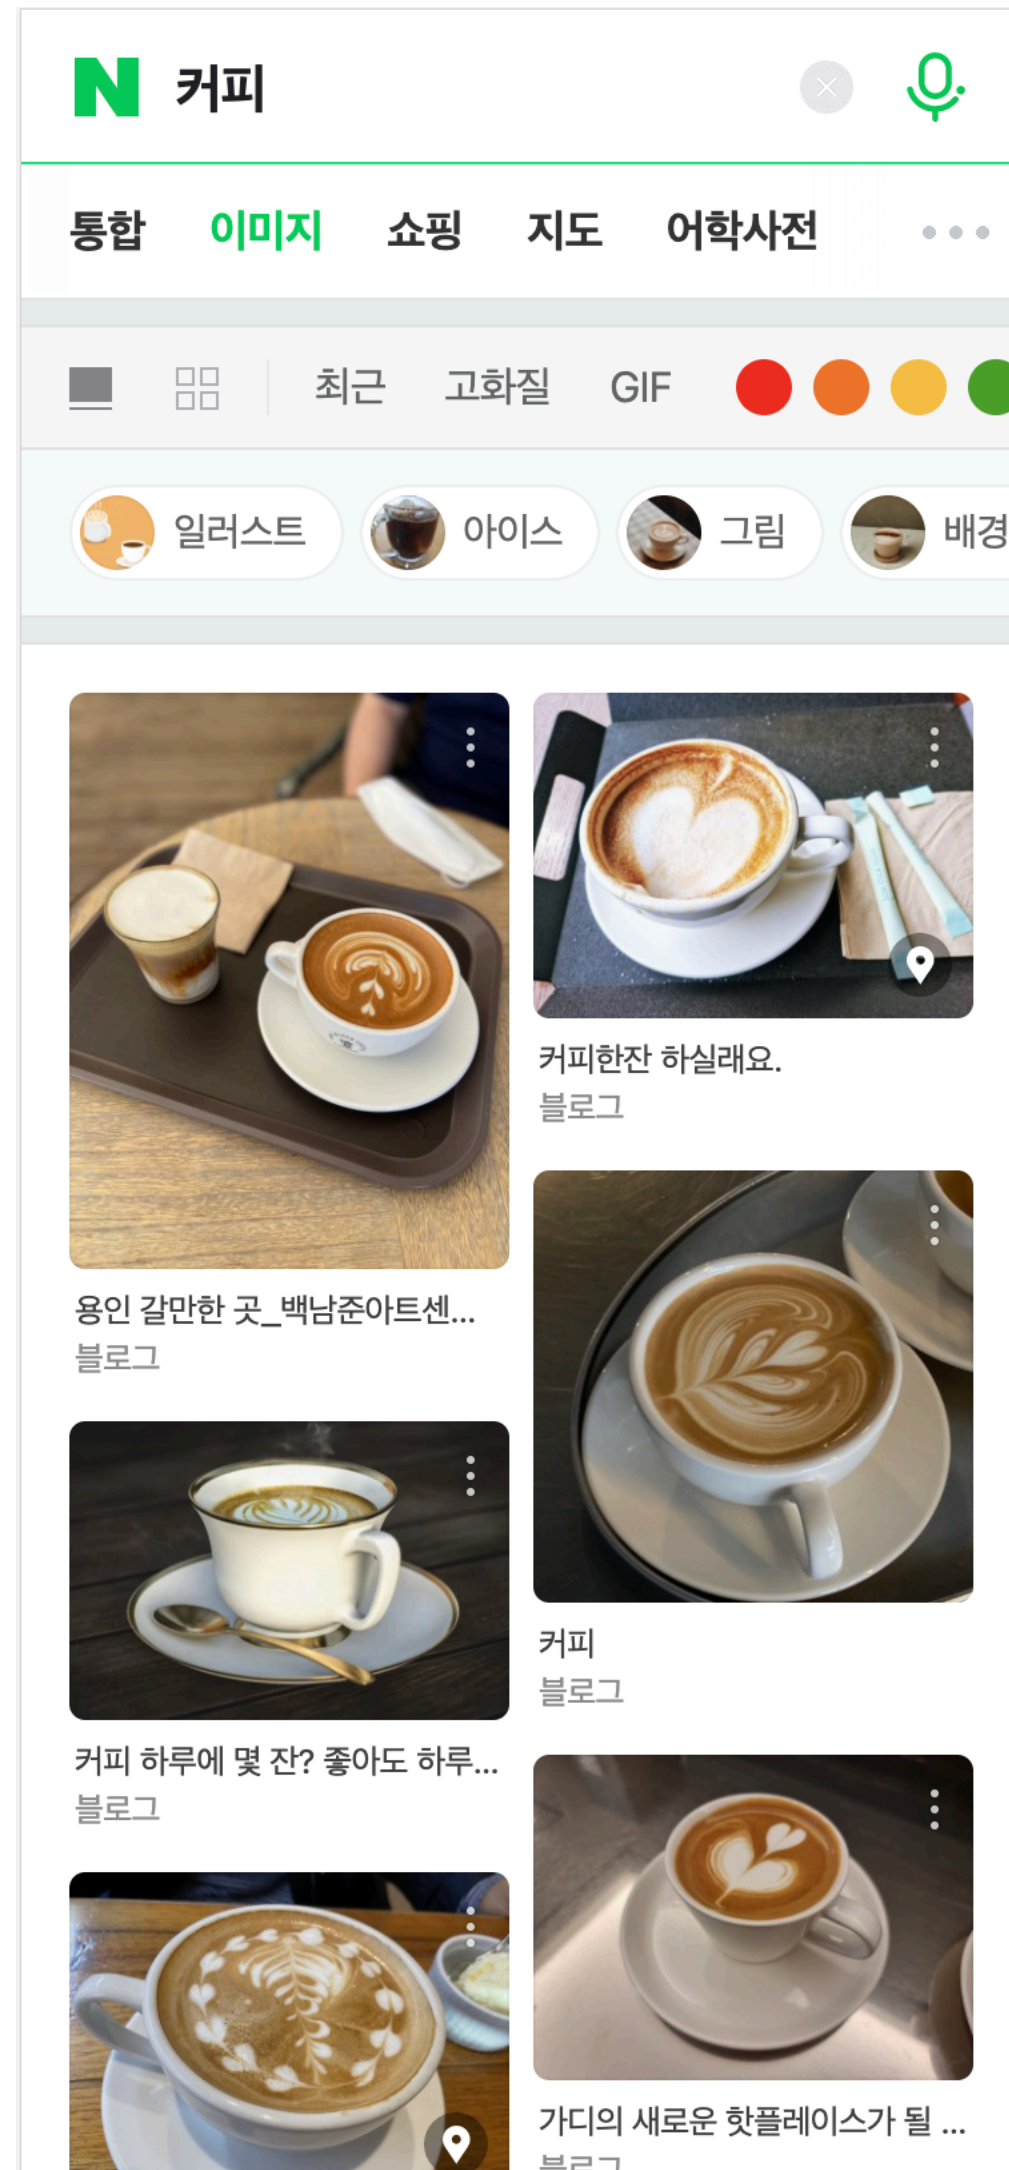 N 커피
통합 이미지 쇼핑 지도 어학사전
최근 고화질 GIF
일러스트 아이스 그림 배경
용인 갈만한 곳_백남준아트센...
블로그
커피 하루에 몇 잔? 좋아도 하루...
블로그
커피한잔 하실래요.
블로그
커피
블로그
가디의 새로운 핫플레이스가 될 ...
블로그